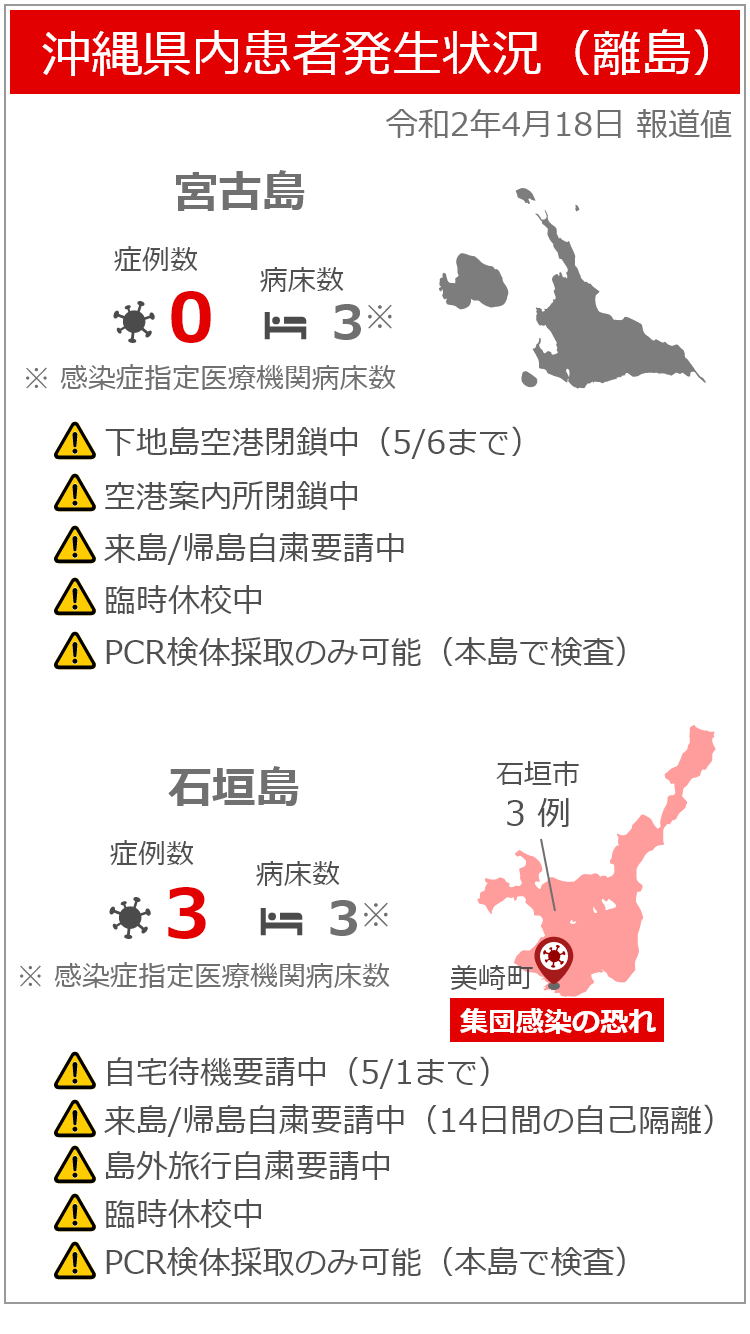 沖縄県内患者発生状況（離島）
令和2年4月18日 報道値
宮古島
症例数
0
病床数
3※
※ 感染症指定医療機関病床数
下地島空港閉鎖中（5/6まで）
空港案内所閉鎖中
来島/帰島自粛要請中
臨時休校中
PCR検体採取のみ可能（本島で検査）
石垣島
症例数
3
病床数
3※
※ 感染症指定医療機関病床数
石垣市
3 例
美崎町
集団感染の恐れ
自宅待機要請中（5/1まで）
来島/帰島自粛要請中（14日間の自己隔離）
島外旅行自粛要請中
臨時休校中
PCR検体採取のみ可能（本島で検査）